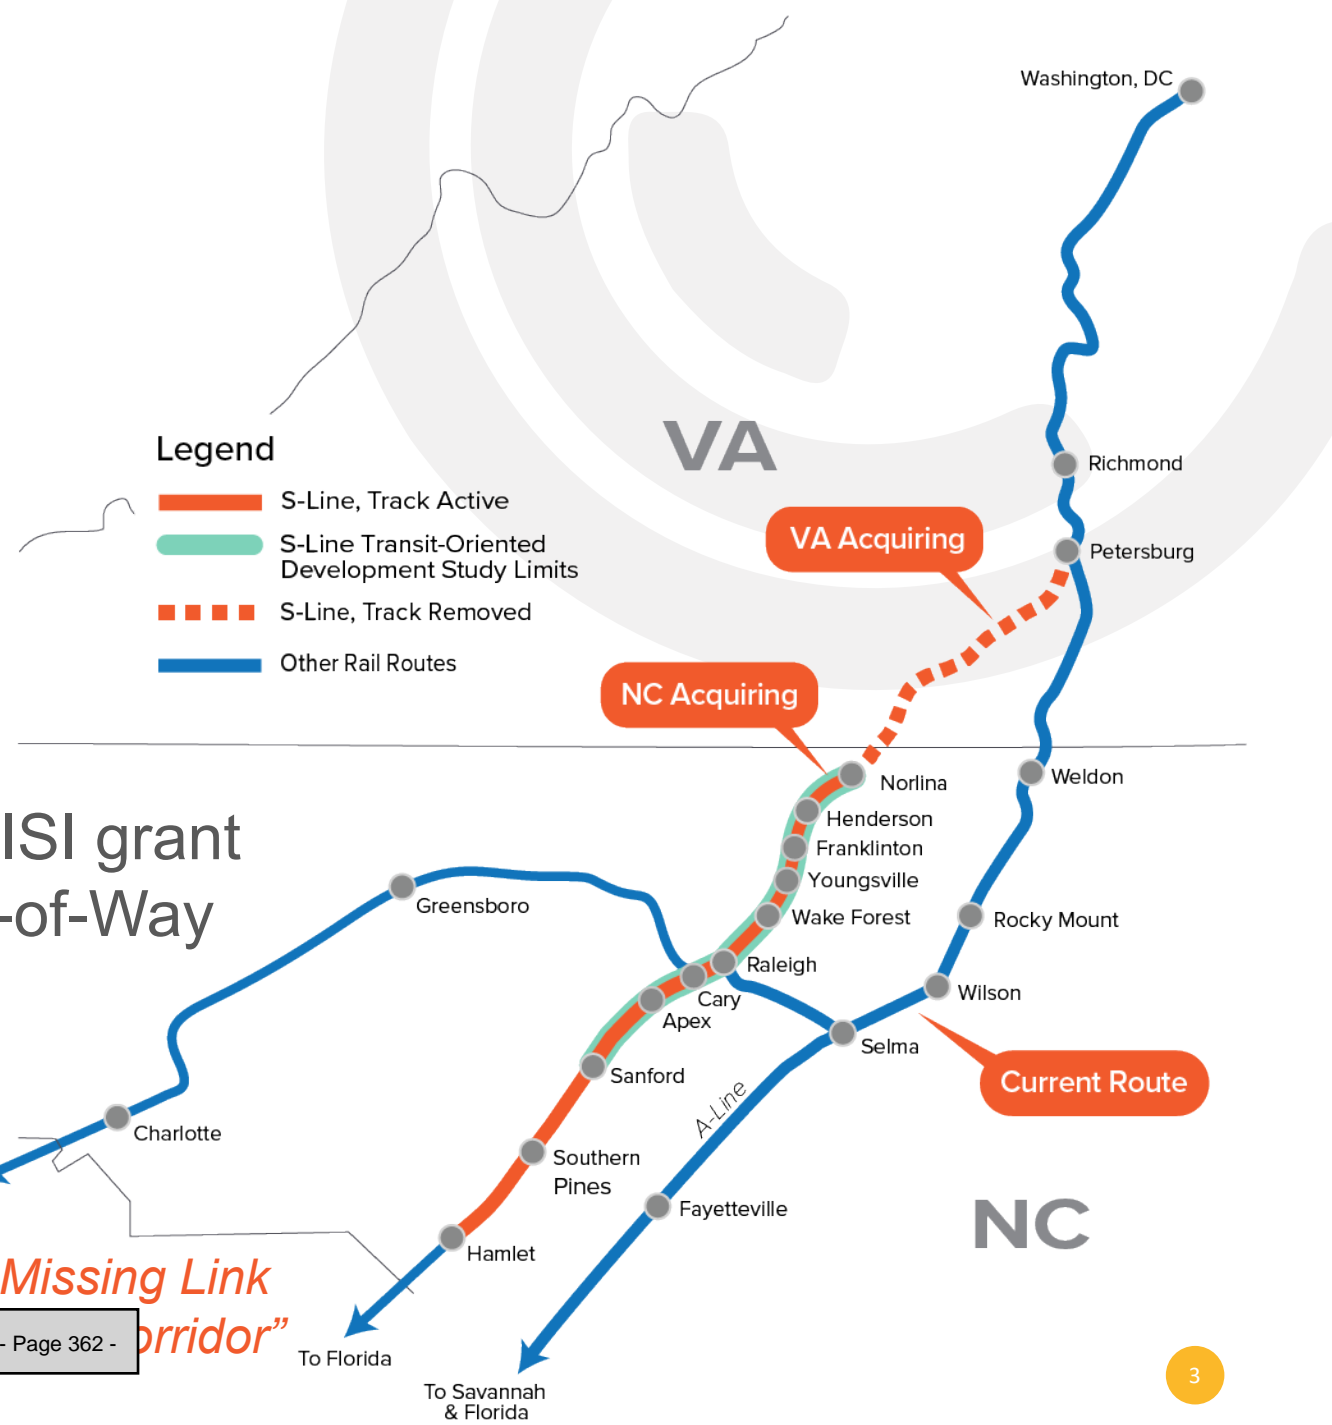 Washington, DC
VA
Legend
S-Line, Track Active
S-Line Transit-Oriented
Development Study Limits
S-Line, Track Removed
Other Rail Routes
Richmond
VA Acquiring
Petersburg
NC Acquiring
Norlina
Weldon
Henderson
Franklinton
Youngsville
Wake Forest
Rocky Mount
Raleigh
Wilson
Cary
Apex
Selma
Sanford
Current Route
ISI grant
-of-Way
Greensboro
Charlotte
A-Line
Southern
Pines
Fayetteville
NC
Hamlet
Missing Link
orridor”
- Page 362 -
To Florida
To Savannah
& Florida
3